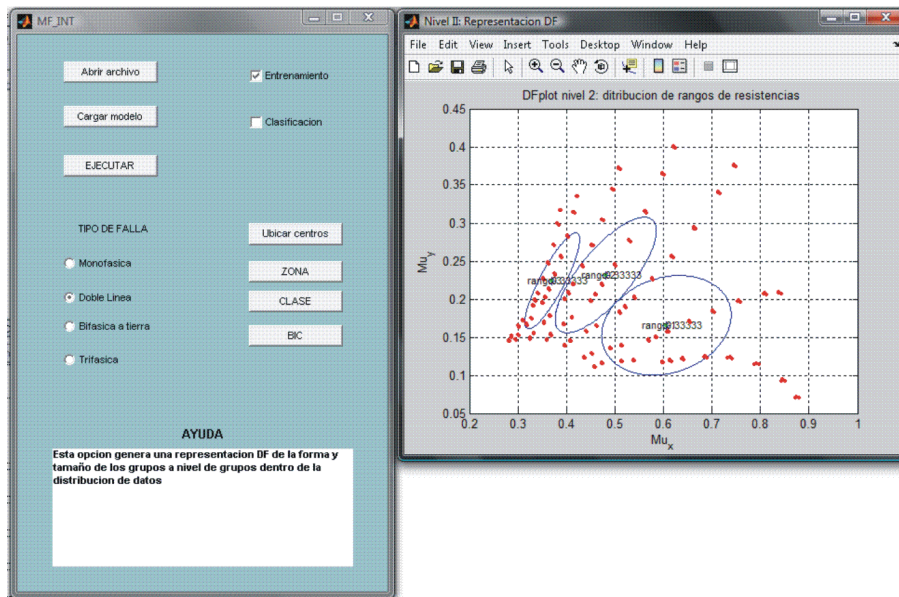 MF_INT
Abrir archivo
Entrenamiento
Cargar modelo
Clasificacion
EJECUTAR
TIPO DE FALLA
Ubicar centros
Monofasica
ZONA
Doble Linea
CLASE
Bifasica a tierra
BIC
Trifasica
AYUDA
Esta opcion genera una representacion DF de la forma y
tamaño de los grupos a nivel de grupos dentro de la
distribucion de datos
Nivel II: Representacion DF
File Edit View Insert Tools Desktop Window Help
DFplot nivel 2: ditribucion de rangos de resistencias
0.45
0.4
0.35
0.3
0.25
0.2
0.15
0.1
0.05
Mu_y
0.2 0.3 0.4 0.5 0.6 0.7 0.8 0.9 1
Mu_x